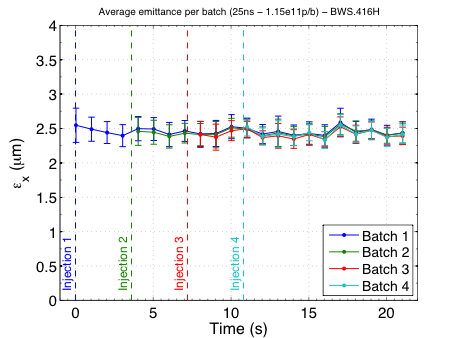 Average emittance per batch (25ns − 1.15e11p/b) − BWS.416H
4
3.5
3
2.5
2
1.5
1
0.5
0
εx (μm)
Injection 1
Injection 2
Injection 3
Injection 4
Batch 1
Batch 2
Batch 3
Batch 4
0
5
10
15
20
Time (s)